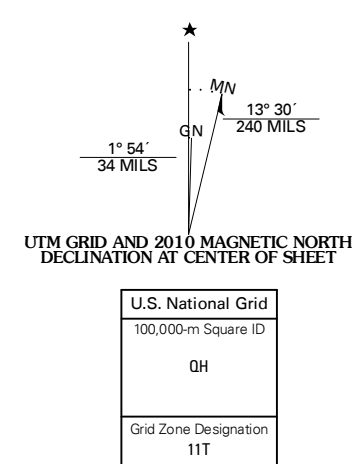 MN
13° 30´
240 MILS
GN
1° 54´
34 MILS
UTM GRID AND 2010 MAGNETIC NORTH
DECLINATION AT CENTER OF SHEET
U.S. National Grid
100,000-m Square ID
QH
Grid Zone Designation
11T